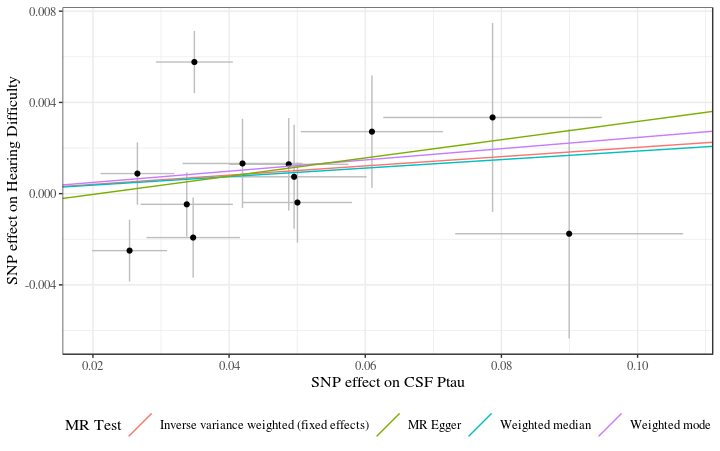 SNP effect on Hearing Difficulty
0.008
0.004
0.000
-0.004
0.02 0.04 0.06 0.08 0.10
SNP effect on CSF Ptau
MR Test Inverse variance weighted (fixed effects) MR Egger Weighted median Weighted mode